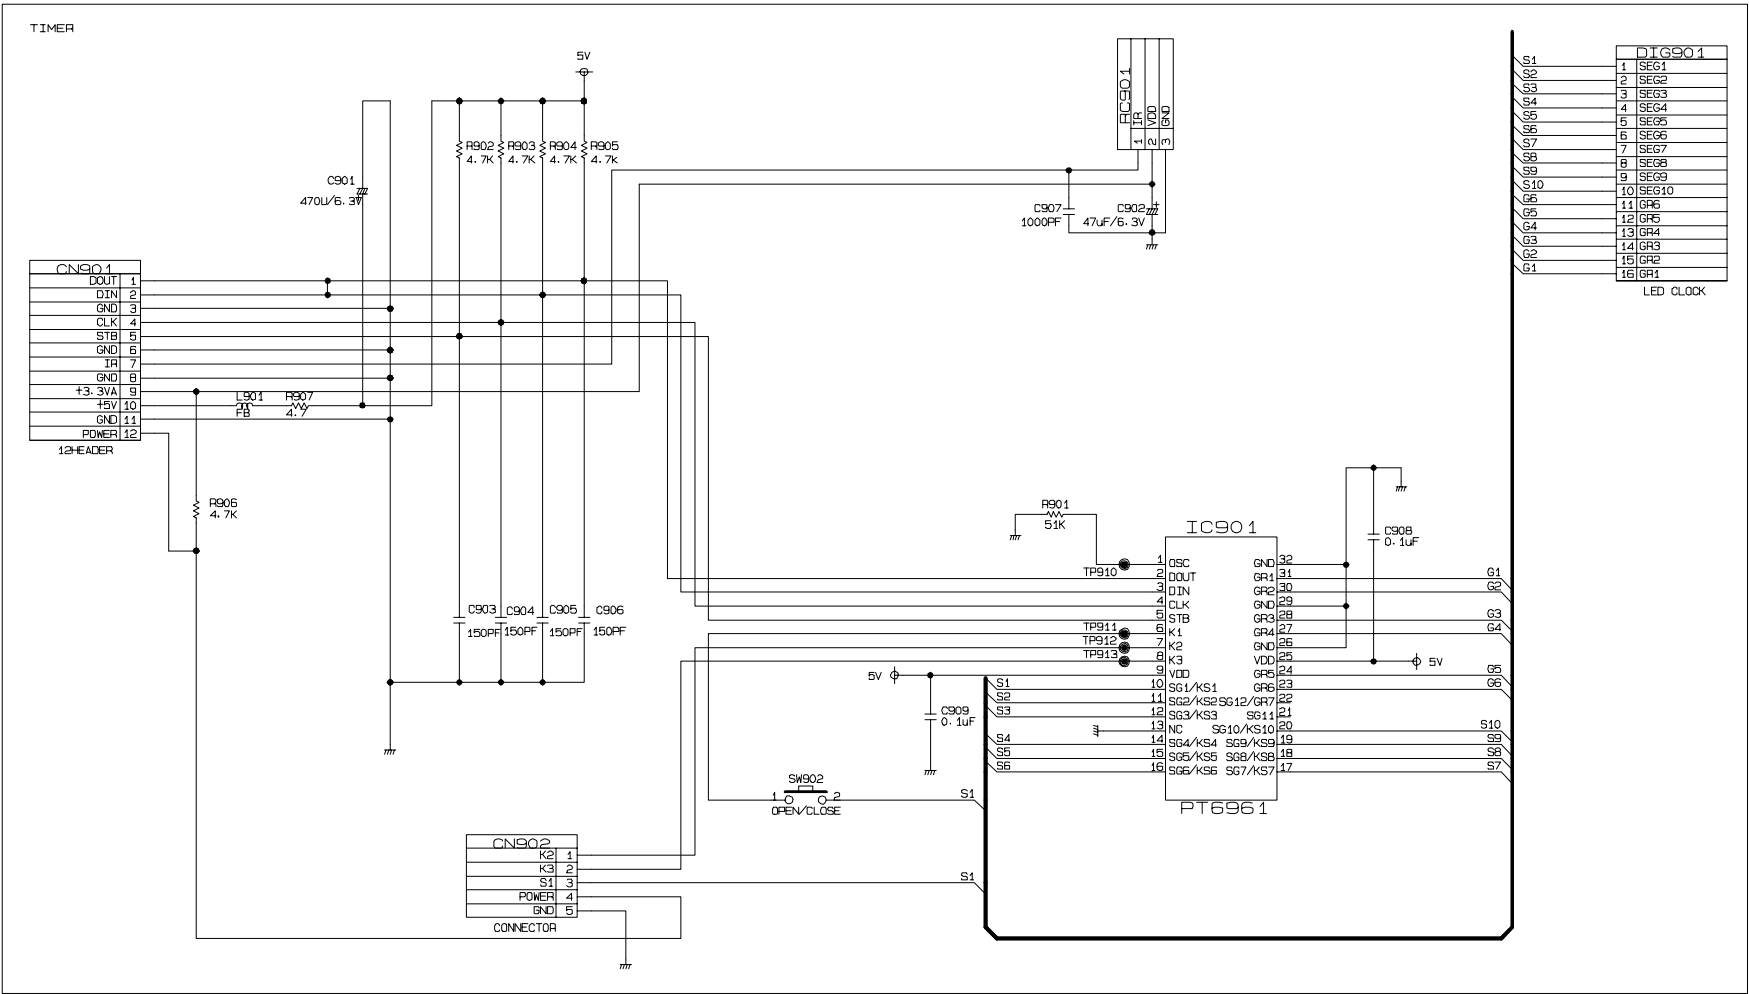 TIMER
5V
R902
4.7K
R903
4.7K
R904
4.7K
R905
4.7K
C901
470U/6.3V
RC901
IR
VDD
GND
1
2
3
C907
1000PF
C902
+
47uF/6.3V
CN901
DOUT 1
DIN 2
GND 3
CLK 4
STB 5
GND 6
IR 7
GND 8
+3.3VA 9
+5V 10
GND 11
POWER 12
12HEADER
L901
FB
R907
4.7
R906
4.7K
C903
150PF
C904
150PF
C905
150PF
C906
150PF
S1
S2
S3
S4
S5
S6
S7
S8
S9
S10
G6
G5
G4
G3
G2
G1
DIG901
1 SEG1
2 SEG2
3 SEG3
4 SEG4
5 SEG5
6 SEG6
7 SEG7
8 SEG8
9 SEG9
10 SEG10
11 GR6
12 GR5
13 GR4
14 GR3
15 GR2
16 GR1
LED CLOCK
R901
51K
IC901
C908
0.1uF
TP910
TP911
TP912
TP913
1 OSC
2 DOUT
3 DIN
4 CLK
5 STB
6 K1
7 K2
8 K3
9 VDD
10 SG1/KS1
11 SG2/KS2
12 SG3/KS3
13 NC
14 SG4/KS4
15 SG5/KS5
16 SG6/KS6
GND 32
GR1 31
GR2 30
GND 29
GR3 28
GR4 27
GND 26
VDD 25
GR5 24
GR6 23
SG12/GR7 22
SG11 21
SG10/KS10 20
SG9/KS9 19
SG8/KS8 18
SG7/KS7 17
PT6961
G1
G2
G3
G4
5V
G5
G6
S10
S9
S8
S7
5V
C909
0.1uF
S1
S2
S3
S4
S5
S6
SW902
1
2
OPEN/CLOSE
S1
CN902
K2 1
K3 2
S1 3
POWER 4
GND 5
CONNECTOR
S1